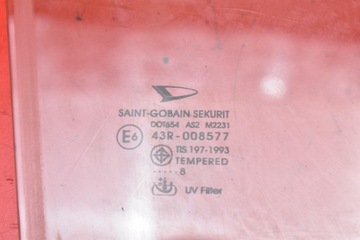 SAINT-GOBAIN SEKURIT
DOT654 AS2 M2231
E6 43R-008577
TIS 197-1993
TEMPERED
.....8
UV Filter